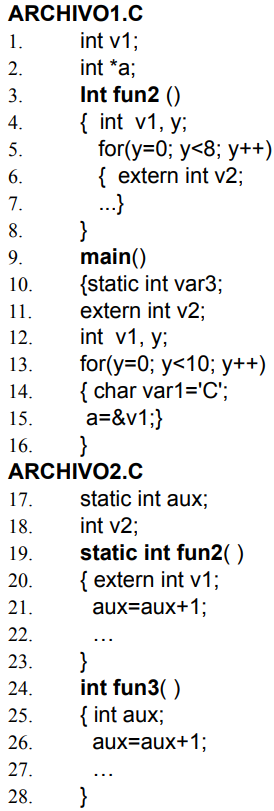 ARCHIVO1.C
1. int v1;
2. int *a;
3. Int fun2 ()
4. { int v1, y;
5. for(y=0; y<8; y++)
6. { extern int v2;
7. ...}
8. }
9. main()
10. {static int var3;
11. extern int v2;
12. int v1, y;
13. for(y=0; y<10; y++)
14. { char var1='C';
15. a=&v1;}
16. }
ARCHIVO2.C
17. static int aux;
18. int v2;
19. static int fun2( )
20. { extern int v1;
21. aux=aux+1;
22. ...
23. }
24. int fun3( )
25. { int aux;
26. aux=aux+1;
27. ...
28. }